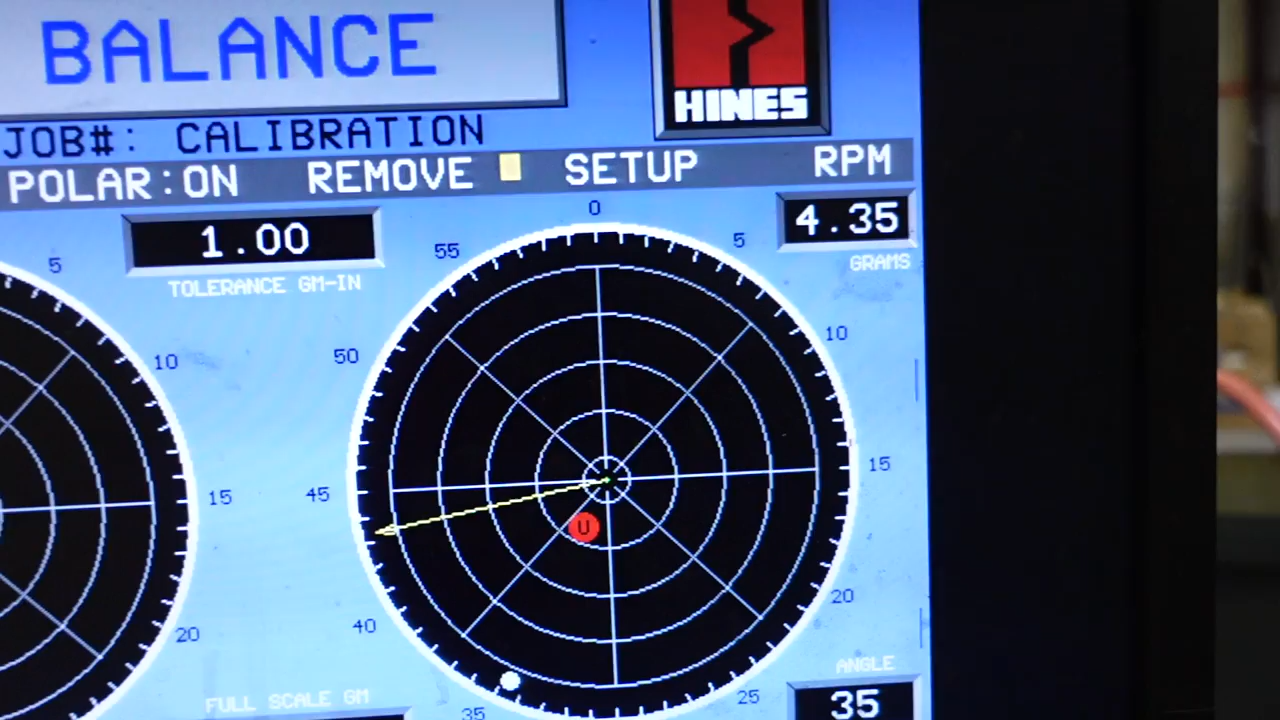 BALANCE
HINES
JOB#: CALIBRATION
POLAR:ON REMOVE SETUP RPM
1.00
4.35
TOLERANCE GM-IN
GRAMS
0
5
10
15
20
25
35
40
45
50
55
5
10
15
20
U
FULL SCALE GM
ANGLE
35